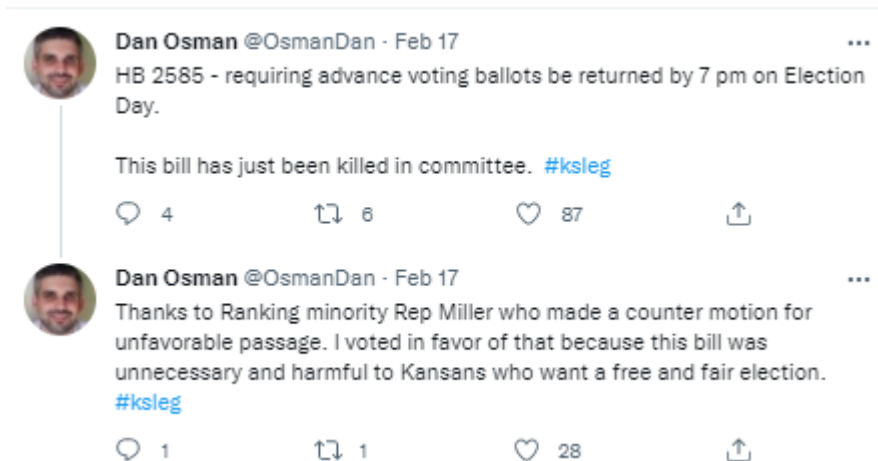 Dan Osman @OsmanDan · Feb 17
HB 2585 - requiring advance voting ballots be returned by 7 pm on Election
Day.
This bill has just been killed in committee. #ksleg
4 6 87
Dan Osman @OsmanDan · Feb 17
Thanks to Ranking minority Rep Miller who made a counter motion for
unfavorable passage. I voted in favor of that because this bill was
unnecessary and harmful to Kansans who want a free and fair election.
#ksleg
1 1 28